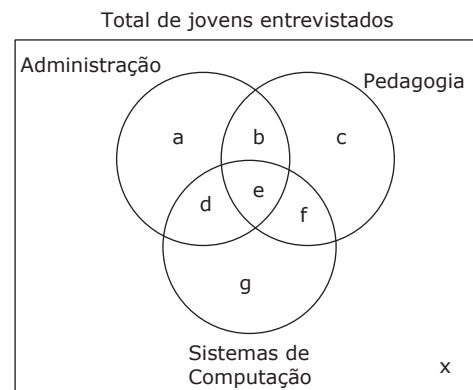 Total de jovens entrevistados
Administração
Pedagogia
a
b
c
d
e
f
g
Sistemas de
Computação
x